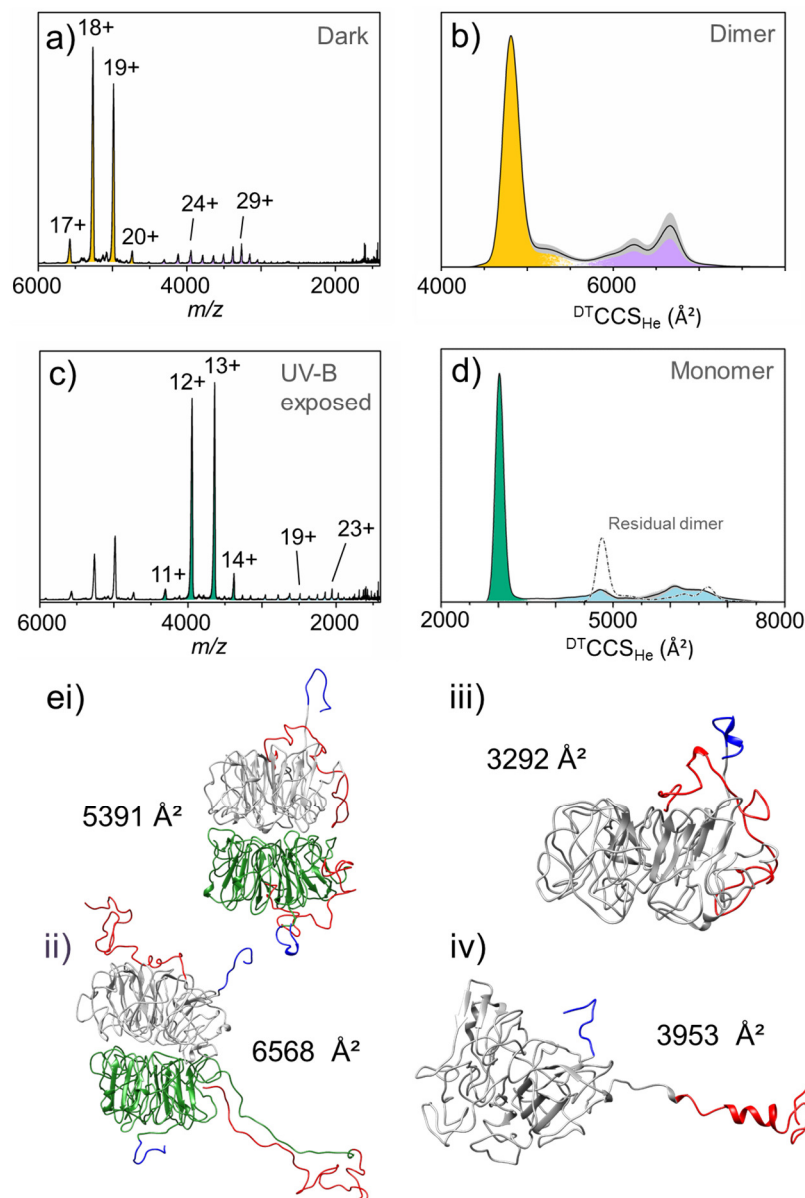 a)
Dark
18+
19+
17+
20+
24+
29+
6000 4000 2000
m/z
b)
Dimer
4000 6000
DTCCSHe (Å²)
c)
UV-B
exposed
13+
12+
11+
14+
19+
23+
6000 4000 2000
m/z
d)
Monomer
Residual dimer
2000 5000 8000
DTCCSHe (Å²)
ei)
5391 Å²
iii)
3292 Å²
ii)
6568 Å²
iv)
3953 Å²